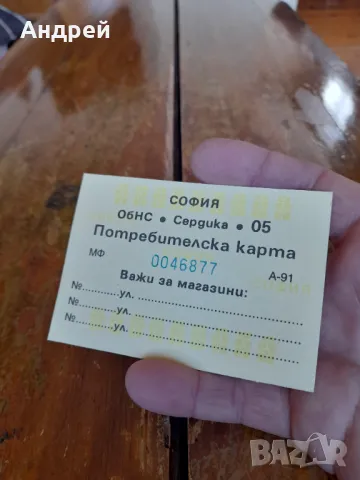 Андрей
СОФИЯ
ОбНС • Сердика • 05
Потребителска карта
МФ 0046877 А-91
Важи за магазини:
№.........ул. ..............................
№.........ул. ..............................
№.........ул. ..............................
BAZAR